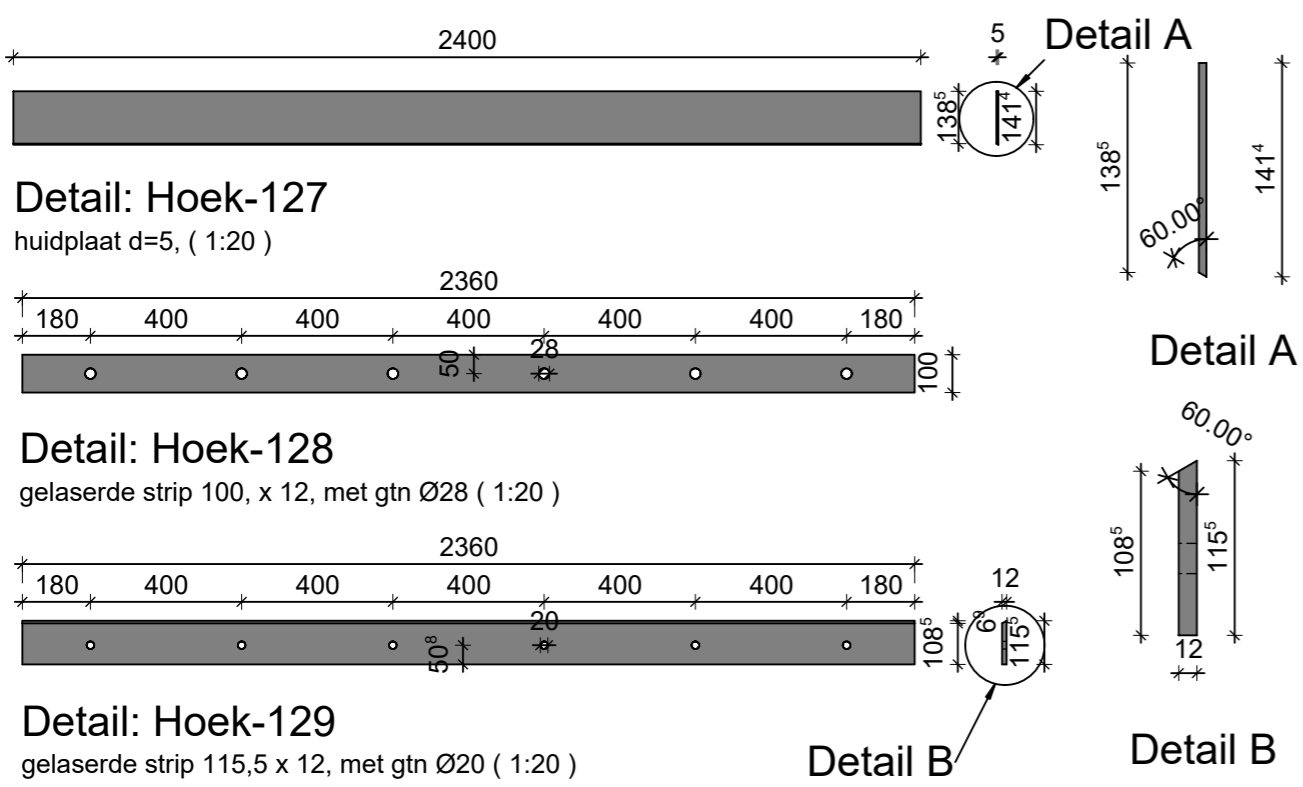 2400
5
Detail A
138⁵
141⁴
Detail: Hoek-127
huidplaat d=5, ( 1:20 )
138⁵
141⁴
60.00°
Detail A
2360
180 400 400 400 400 400 180
50
28
100
Detail: Hoek-128
gelaserde strip 100, x 12, met gtn Ø28 ( 1:20 )
60.00°
108⁵
115⁵
12
Detail B
2360
180 400 400 400 400 400 180
50⁸
20
108⁵
12
6⁹
115⁵
Detail: Hoek-129
gelaserde strip 115,5 x 12, met gtn Ø20 ( 1:20 )
Detail B